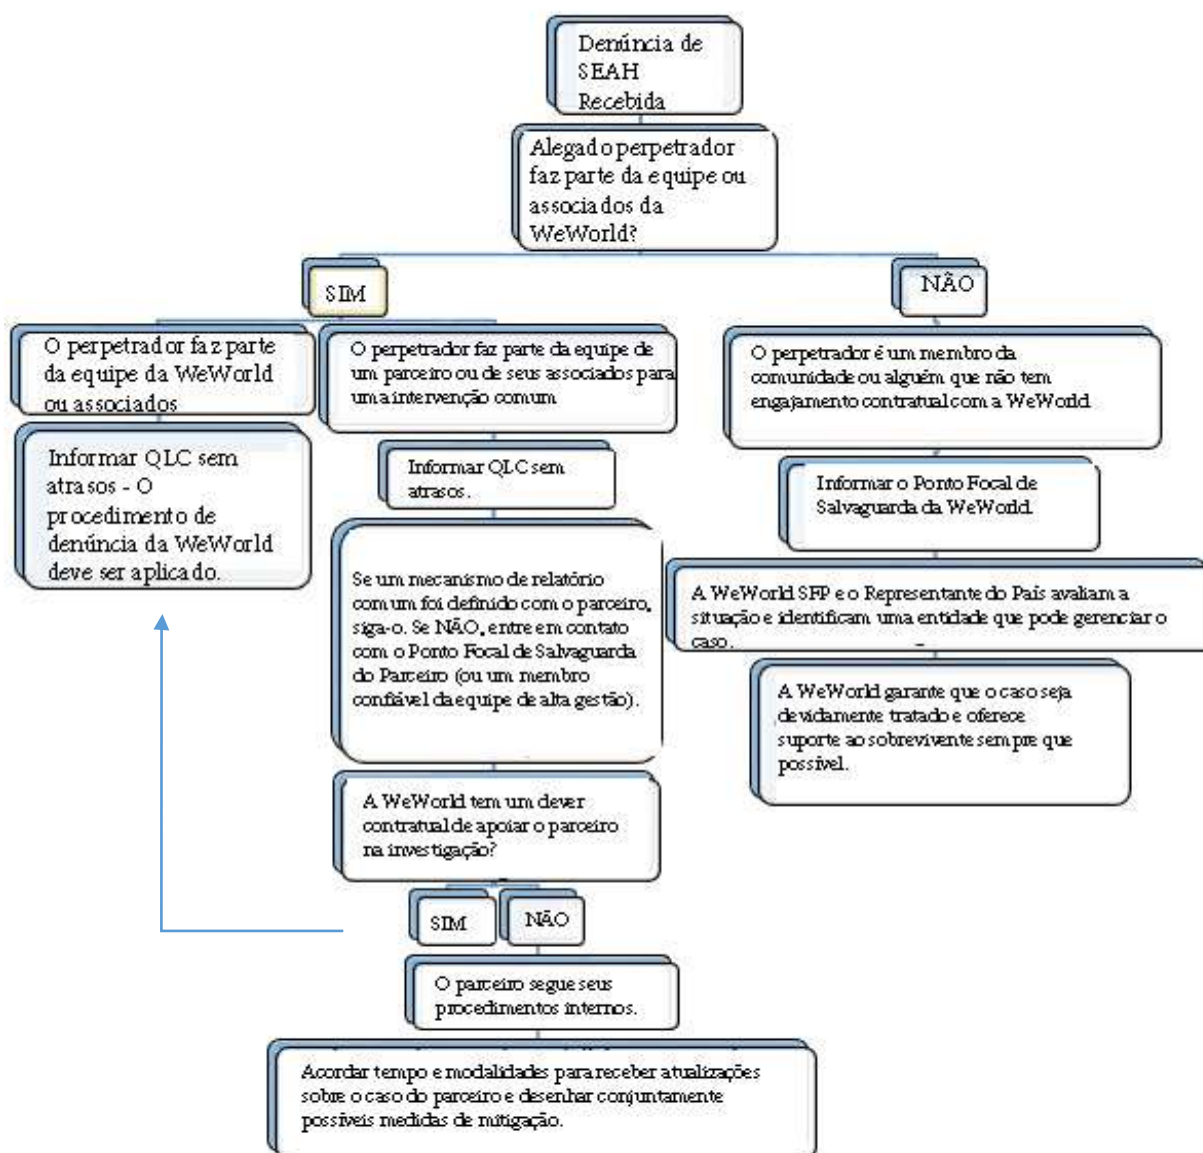 Denúncia de
SEAH
Recebida
Alegado perpetrador
faz parte da equipe ou
associados da
WeWorld?
SIM
NÃO
O perpetrador faz parte
da equipe da WeWorld
ou associados
Informar QLC sem
atrasos - O
procedimento de
denúncia da WeWorld
deve ser aplicado.
O perpetrador faz parte da equipe de
um parceiro ou de seus associados para
uma intervenção comum
Informar QLC sem
atrasos.
Se um mecanismo de relatório
comum foi definido com o parceiro,
siga-o. Se NÃO, entre em contato
com o Ponto Focal de Salvaguarda
do Parceiro (ou um membro
confiável da equipe de alta gestão).
A WeWorld tem um dever
contratual de apoiar o parceiro
na investigação?
SIM
NÃO
O parceiro segue seus
procedimentos internos.
Acordar tempo e modalidades para receber atualizações
sobre o caso do parceiro e desenhar conjuntamente
possíveis medidas de mitigação.
O perpetrador é um membro da
comunidade ou alguém que não tem
engajamento contratual com a WeWorld
Informar o Ponto Focal de
Salvaguarda da WeWorld.
A WeWorld SFP e o Representante do País avaliam a
situação e identificam uma entidade que pode gerenciar o
caso.
A WeWorld garante que o caso seja
devidamente tratado e oferece
suporte ao sobrevivente sempre que
possível.